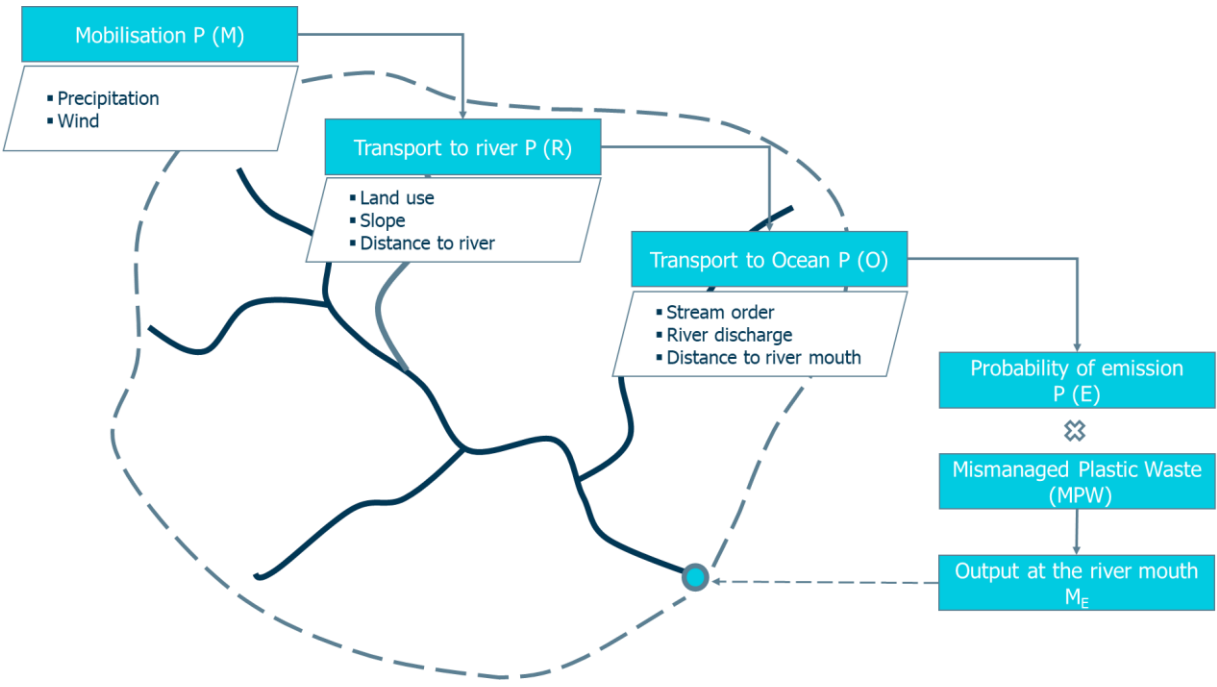 Mobilisation P (M)
▪ Precipitation
▪ Wind
Transport to river P (R)
▪ Land use
▪ Slope
▪ Distance to river
Transport to Ocean P (O)
▪ Stream order
▪ River discharge
▪ Distance to river mouth
Probability of emission
P (E)
Mismanaged Plastic Waste
(MPW)
Output at the river mouth
M_E